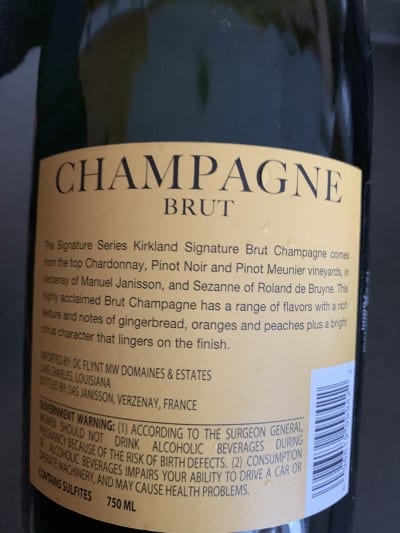 CHAMPAGNE
BRUT
The Signature Series Kirkland Signature Brut Champagne comes
from the top Chardonnay, Pinot Noir and Pinot Meunier vineyards, in
Verzenay of Manuel Janisson, and Sezanne of Roland de Bruyne. This
highly acclaimed Brut Champagne has a range of flavors with a rich
texture and notes of gingerbread, oranges and peaches plus a bright
citrus character that lingers on the finish.
IMPORTED BY: DC FLYNT MW DOMAINES & ESTATES
LAKE CHARLES, LOUISIANA
BOTTLED BY: SAS JANISSON, VERZENAY, FRANCE
GOVERNMENT WARNING: (1) ACCORDING TO THE SURGEON GENERAL,
WOMEN SHOULD NOT DRINK ALCOHOLIC BEVERAGES DURING
PREGNANCY BECAUSE OF THE RISK OF BIRTH DEFECTS. (2) CONSUMPTION
OF ALCOHOLIC BEVERAGES IMPAIRS YOUR ABILITY TO DRIVE A CAR OR
OPERATE MACHINERY, AND MAY CAUSE HEALTH PROBLEMS.
CONTAINS SULFITES 750 ML